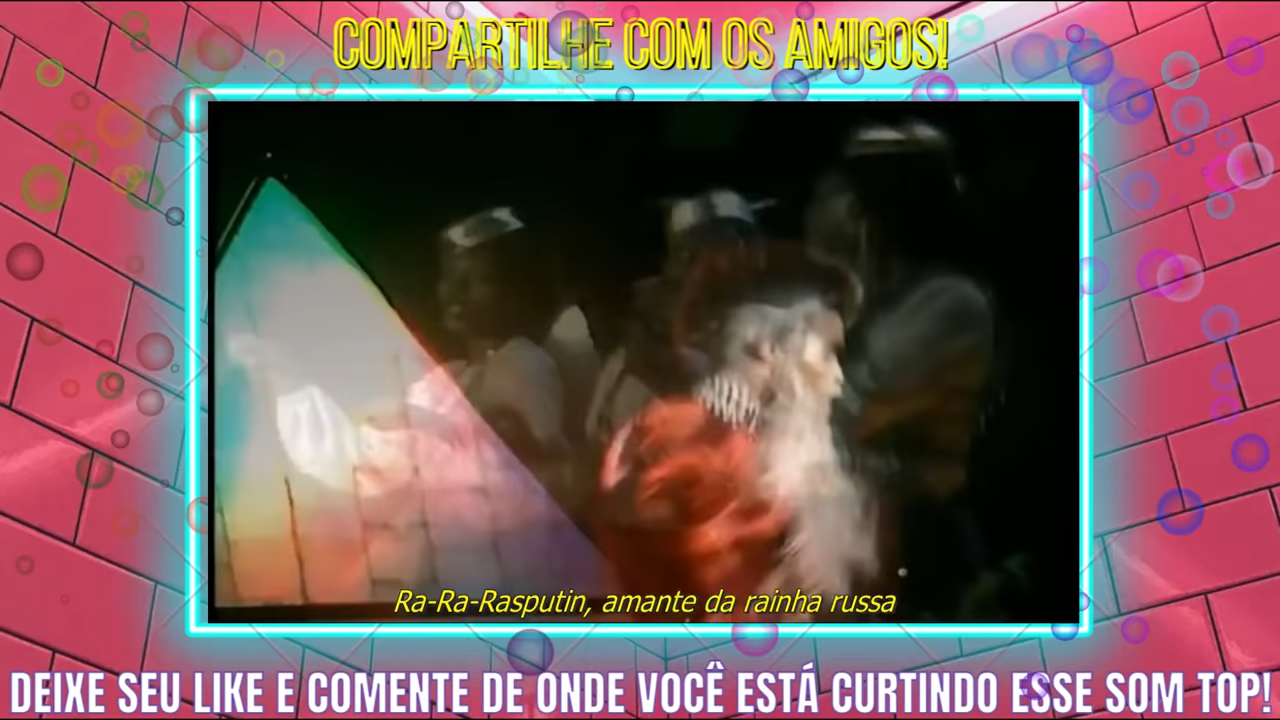 COMPARTILHE COM OS AMIGOS!
Ra-Ra-Rasputin, amante da rainha russa
DEIXE SEU LIKE E COMENTE DE ONDE VOCÊ ESTÁ CURTINDO ESSE SOM TOP!